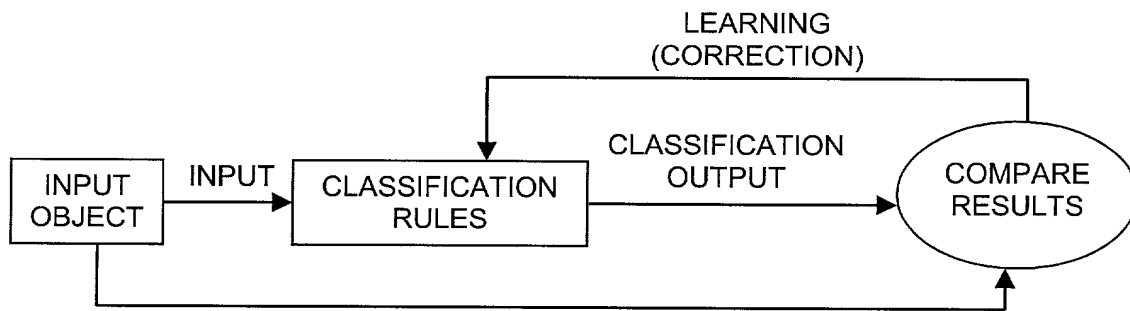 LEARNING
(CORRECTION)
INPUT
OBJECT
INPUT
CLASSIFICATION
RULES
CLASSIFICATION
OUTPUT
COMPARE
RESULTS